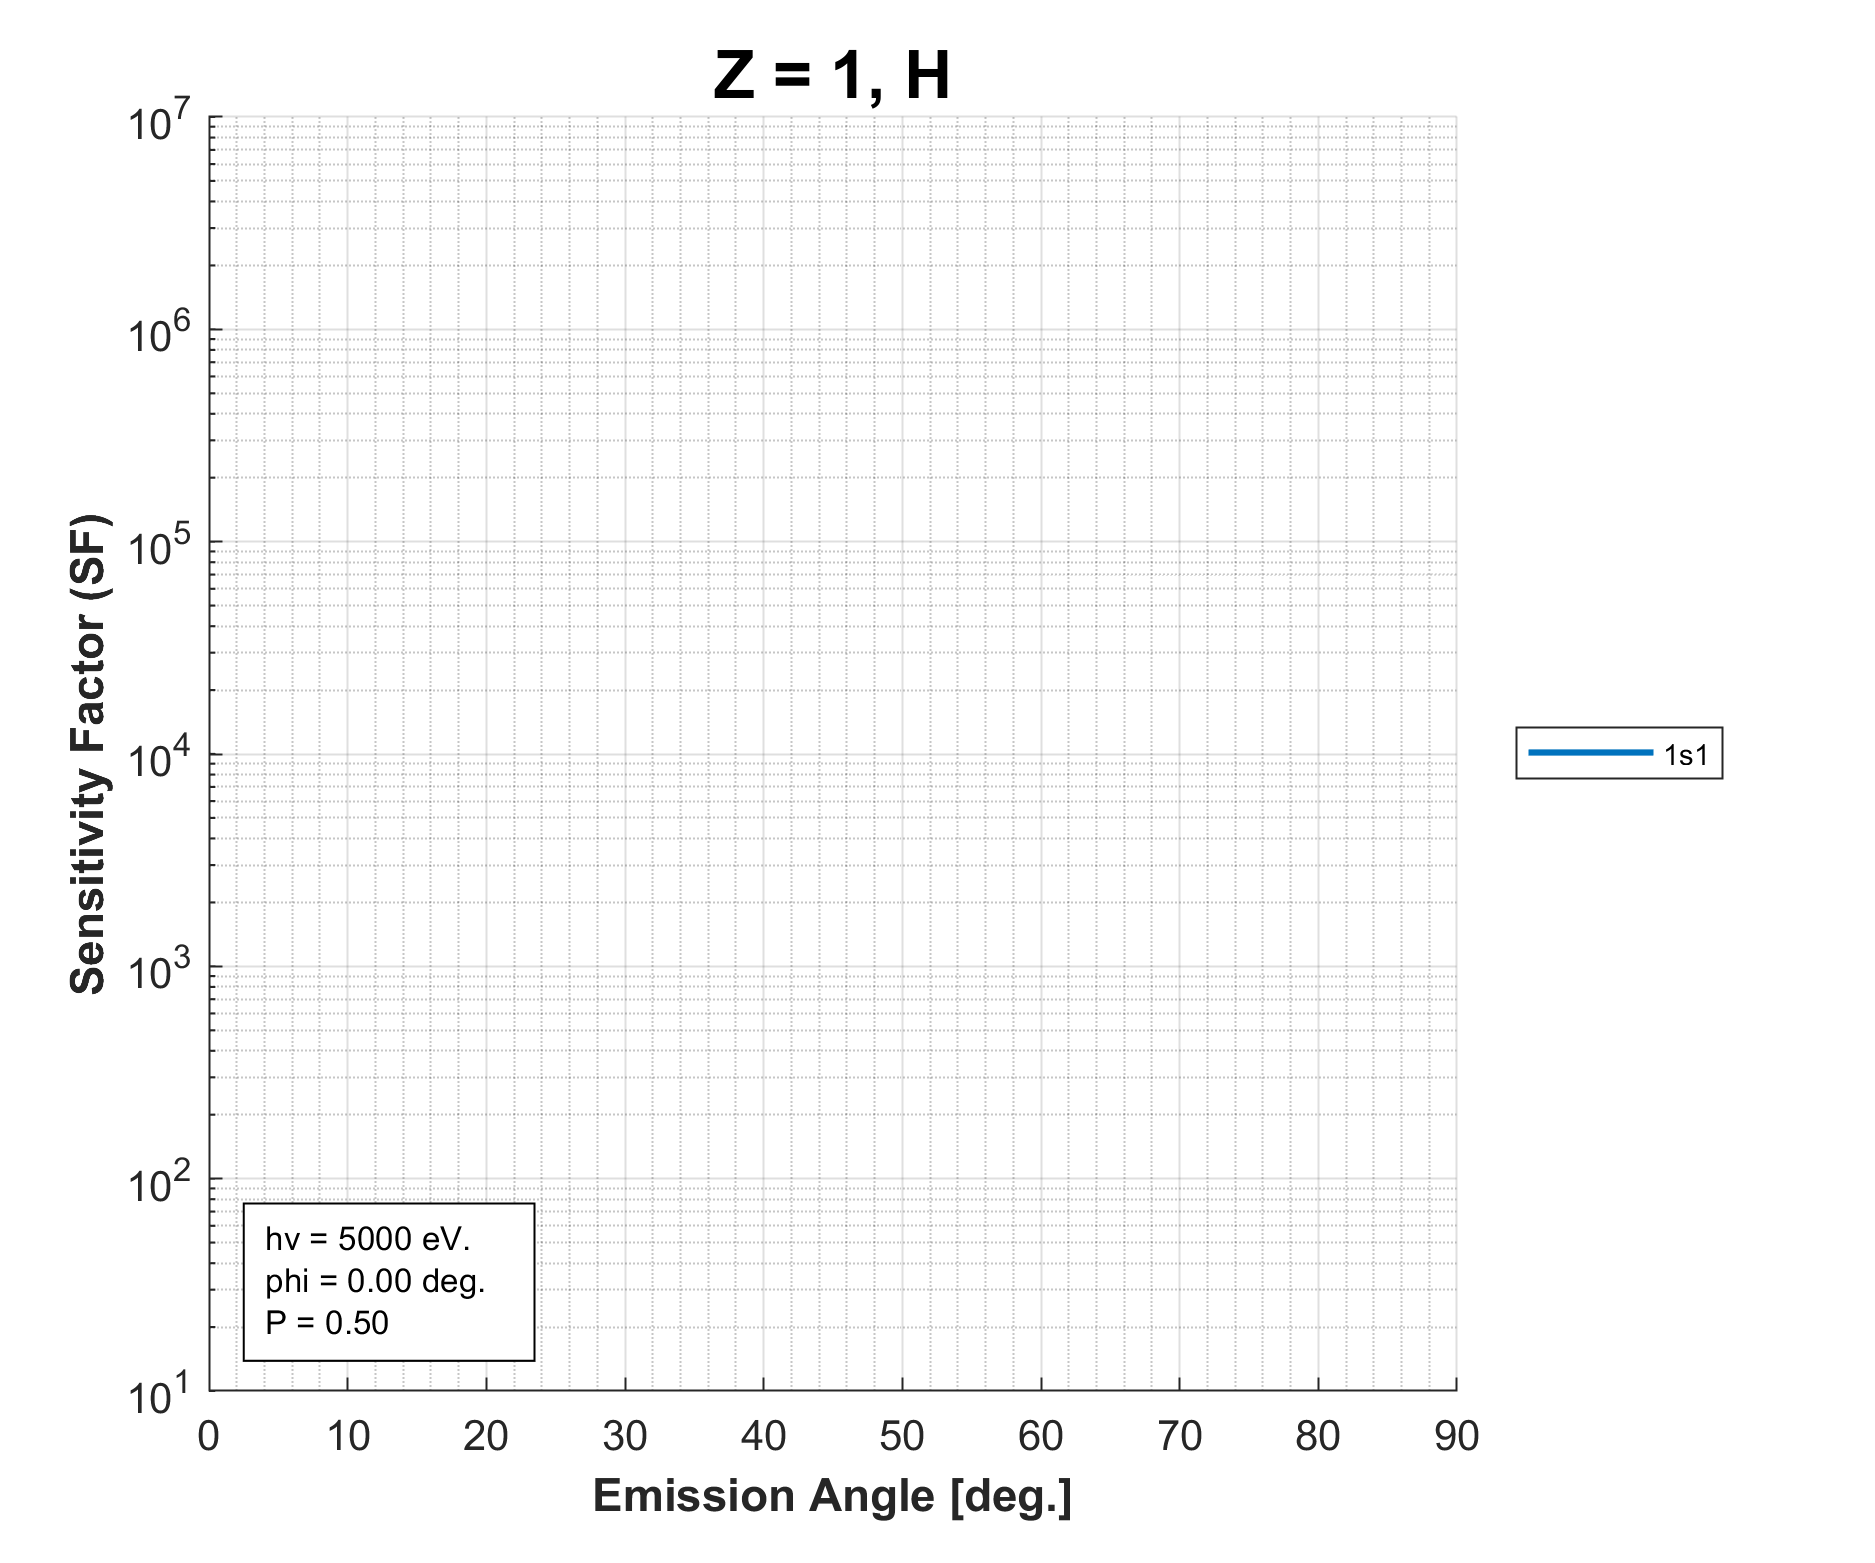 Z = 1, H
10^7
10^6
10^5
10^4
10^3
10^2
10^1
Sensitivity Factor (SF)
1s1
hv = 5000 eV.
phi = 0.00 deg.
P = 0.50
0 10 20 30 40 50 60 70 80 90
Emission Angle [deg.]